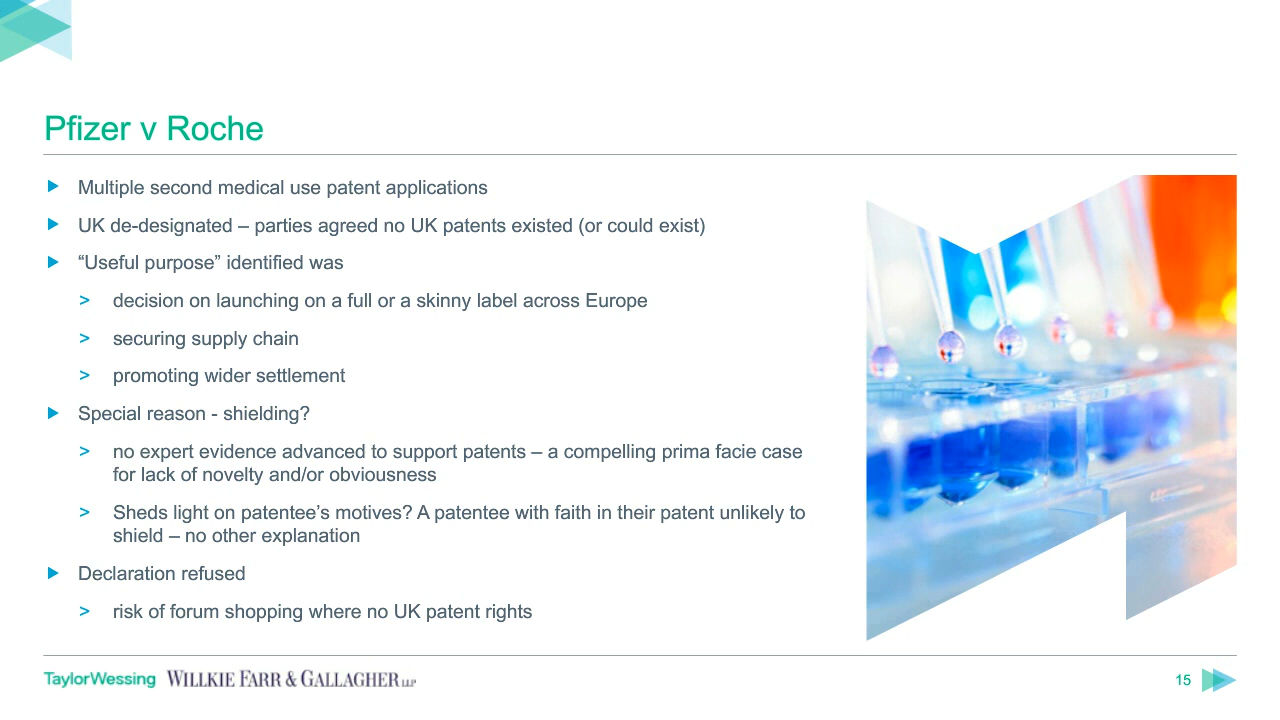 Pfizer v Roche
Multiple second medical use patent applications
UK de-designated – parties agreed no UK patents existed (or could exist)
“Useful purpose” identified was
> decision on launching on a full or a skinny label across Europe
> securing supply chain
> promoting wider settlement
Special reason - shielding?
> no expert evidence advanced to support patents – a compelling prima facie case
for lack of novelty and/or obviousness
> Sheds light on patentee’s motives? A patentee with faith in their patent unlikely to
shield – no other explanation
Declaration refused
> risk of forum shopping where no UK patent rights
TaylorWessing WILLKIE FARR & GALLAGHER LLP
15